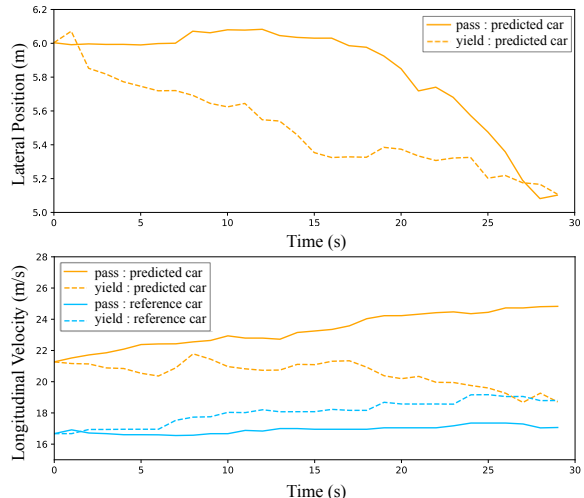 6.2
6.0
5.8
5.6
5.4
5.2
5.0
Lateral Position (m)
pass : predicted car
yield : predicted car
0 5 10 15 20 25 30
Time (s)
28
26
24
22
20
18
16
14
Longitudinal Velocity (m/s)
pass : predicted car
yield : predicted car
pass : reference car
yield : reference car
0 5 10 15 20 25 30
Time (s)